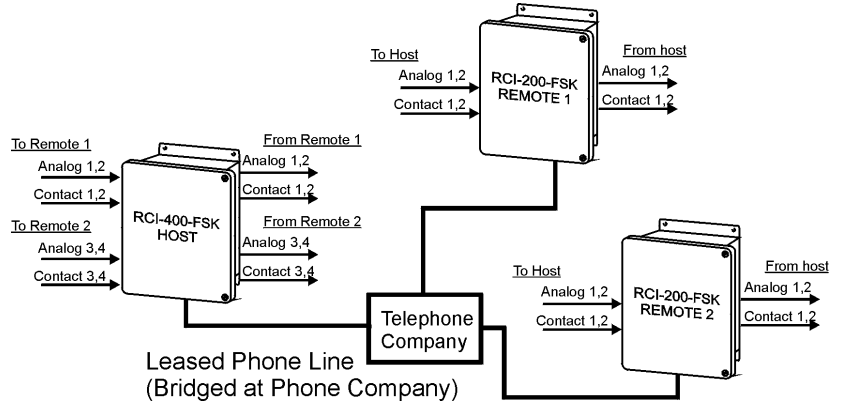 To Host
Analog 1,2
Contact 1,2
RCI-200-FSK
REMOTE 1
From host
Analog 1,2
Contact 1,2
To Remote 1
Analog 1,2
Contact 1,2
To Remote 2
Analog 3,4
Contact 3,4
RCI-400-FSK
HOST
From Remote 1
Analog 1,2
Contact 1,2
From Remote 2
Analog 3,4
Contact 3,4
To Host
Analog 1,2
Contact 1,2
RCI-200-FSK
REMOTE 2
From host
Analog 1,2
Contact 1,2
Telephone
Company
Leased Phone Line
(Bridged at Phone Company)